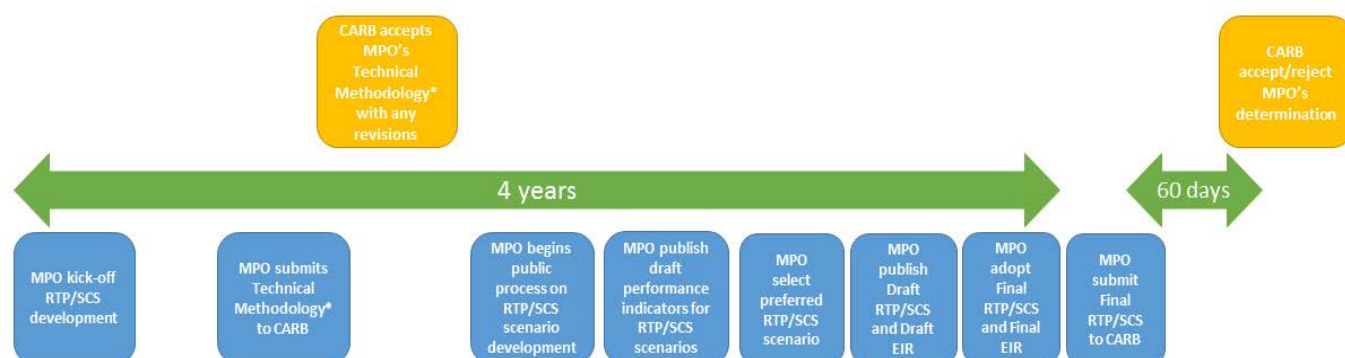 CARB accepts
MPO's
Technical
Methodology*
with any
revisions
CARB
accept/reject
MPO's
determination
4 years
60 days
MPO kick-off
RTP/SCS
development
MPO submits
Technical
Methodology*
to CARB
MPO begins
public
process on
RTP/SCS
scenario
development
MPO publish
draft
performance
indicators for
RTP/SCS
scenarios
MPO
select
preferred
RTP/SCS
scenario
MPO
publish
Draft
RTP/SCS
and Draft
EIR
MPO
adopt
Final
RTP/SCS
and Final
EIR
MPO
submit
Final
RTP/SCS
to CARB